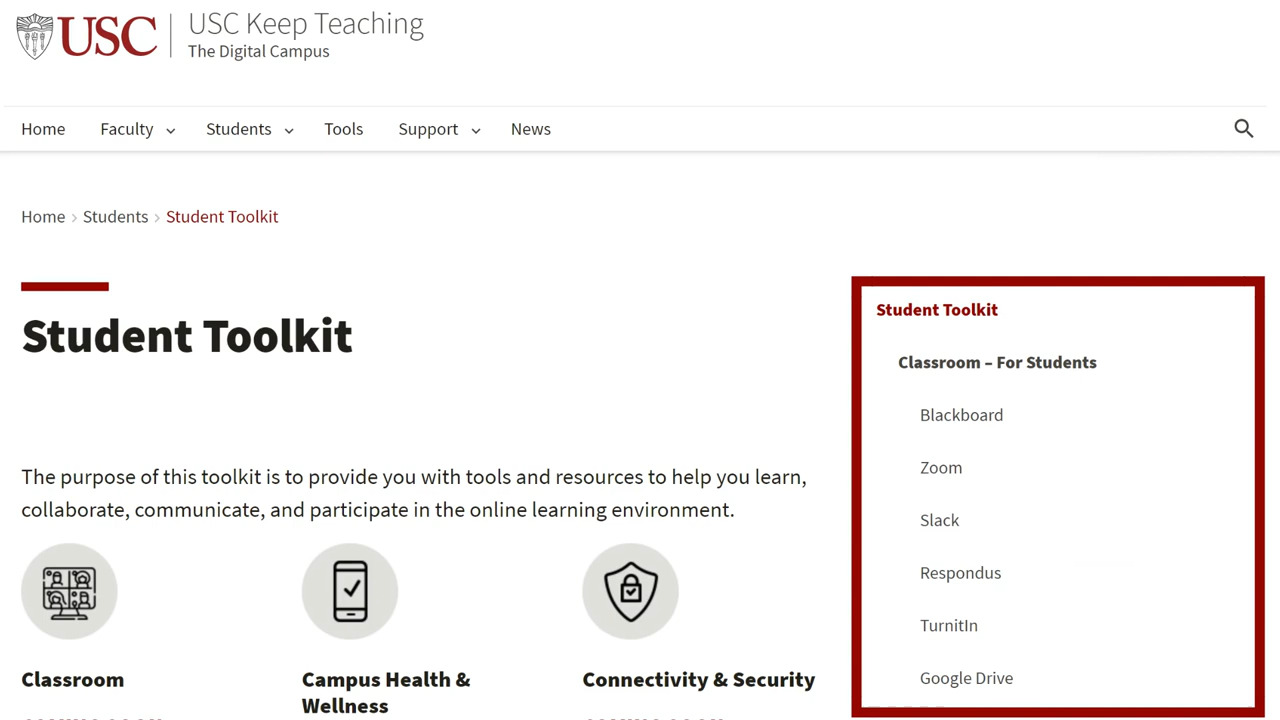 USC
USC Keep Teaching
The Digital Campus
Home Faculty Students Tools Support News
Home > Students > Student Toolkit
Student Toolkit
The purpose of this toolkit is to provide you with tools and resources to help you learn,
collaborate, communicate, and participate in the online learning environment.
Classroom
Campus Health &
Wellness
Connectivity & Security
Student Toolkit
Classroom – For Students
Blackboard
Zoom
Slack
Respondus
TurnitIn
Google Drive